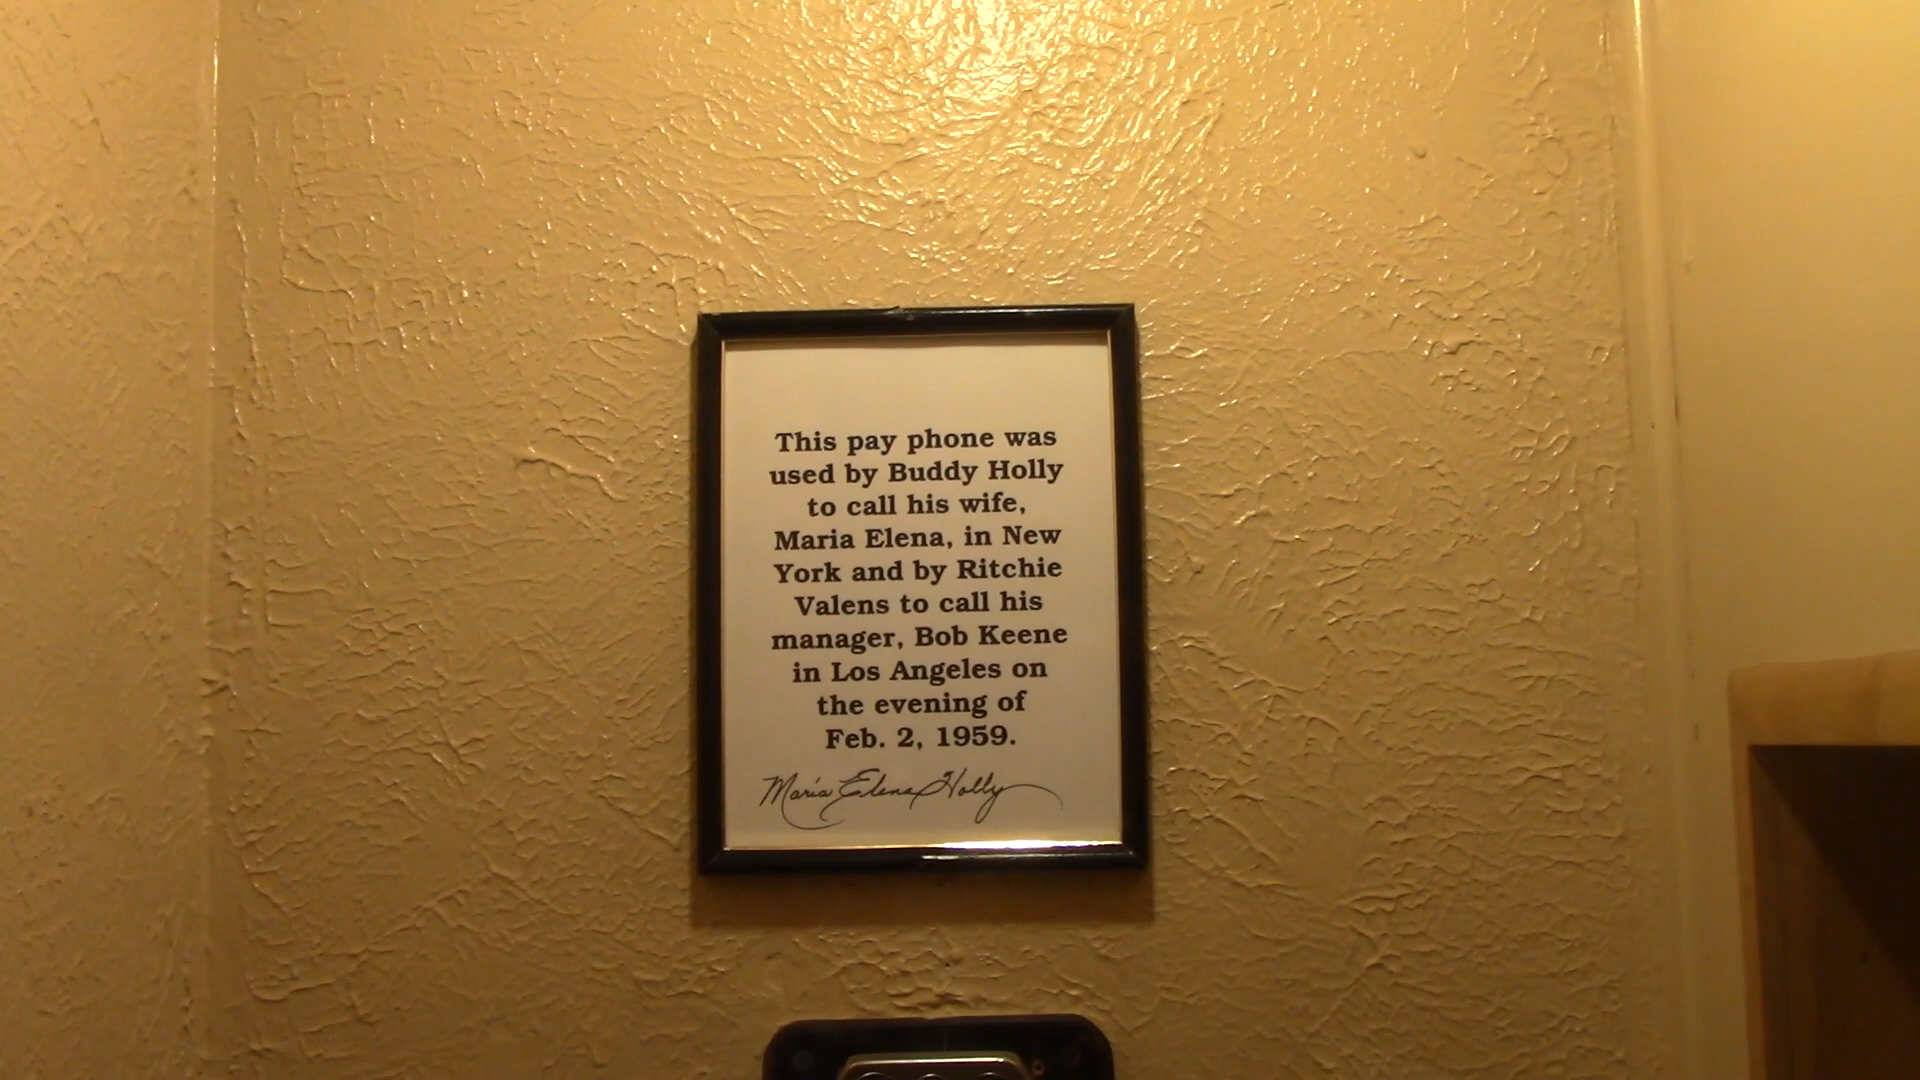 This pay phone was
used by Buddy Holly
to call his wife,
Maria Elena, in New
York and by Ritchie
Valens to call his
manager, Bob Keene
in Los Angeles on
the evening of
Feb. 2, 1959.
Maria Elena Holly